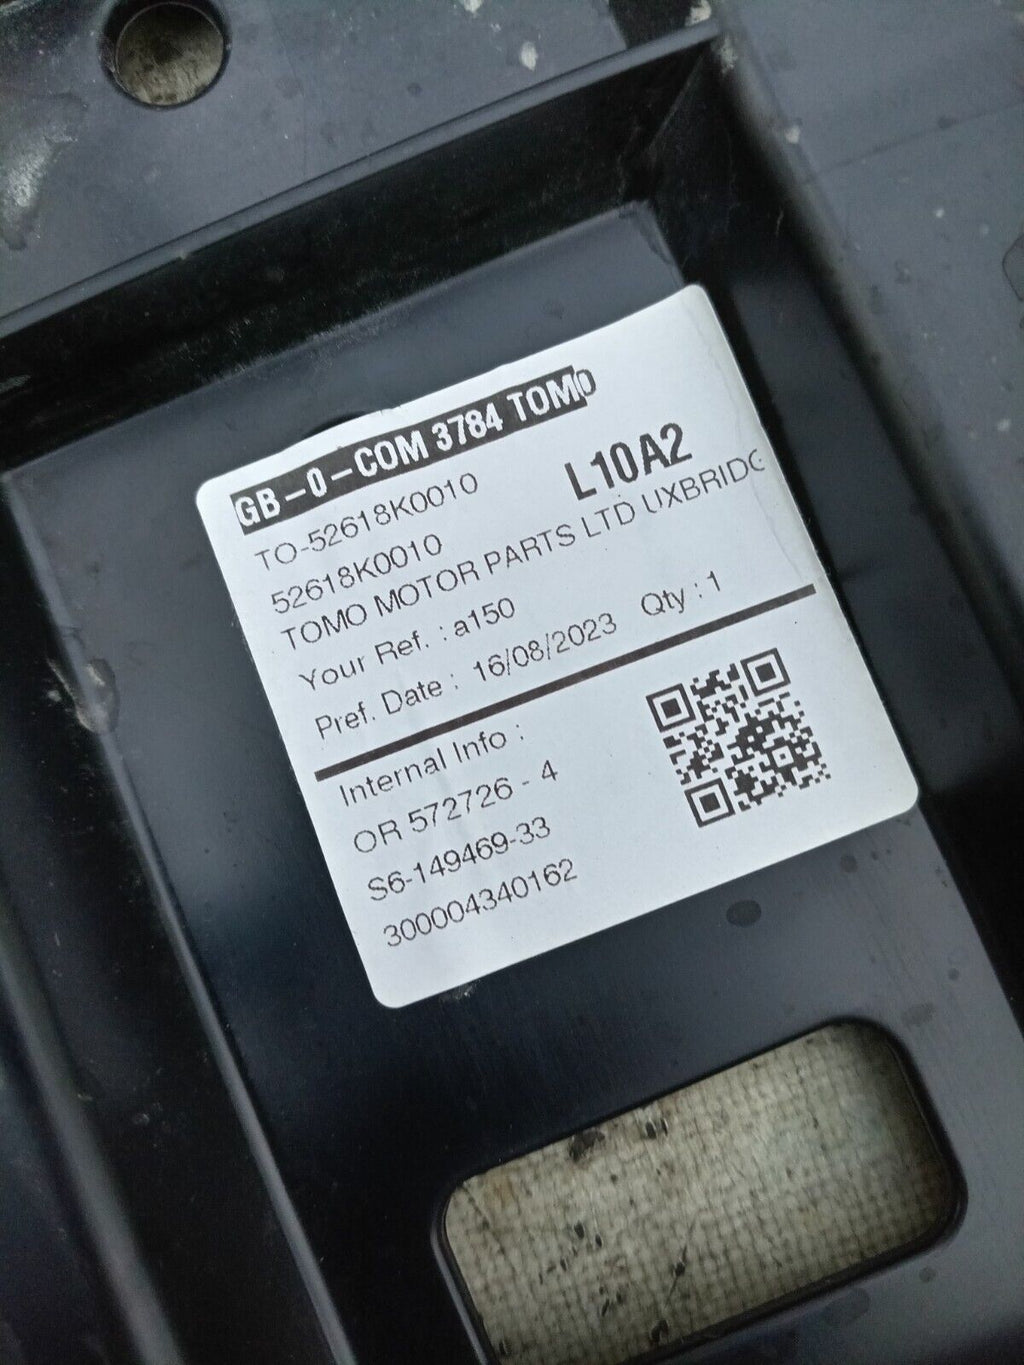 GB-0-COM 3784 TOMO
TO-52618K0010
L10A2
52618K0010
TOMO MOTOR PARTS LTD UXBRIDG
Your Ref. : a150
Pref. Date : 16/08/2023 Qty : 1
Internal Info :
OR 572726 - 4
S6-149469-33
300004340162